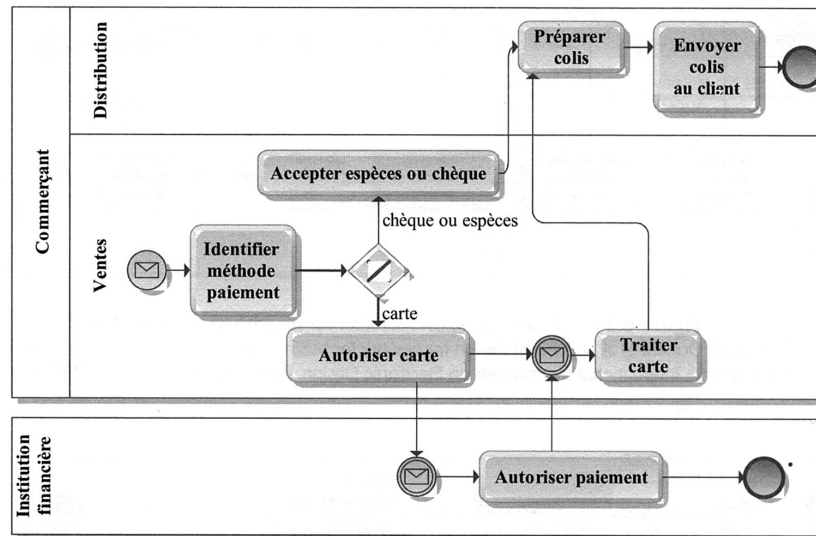 Commerçant
Distribution
Préparer
colis
Envoyer
colis
au client
Ventes
Accepter espèces ou chèque
chèque ou espèces
Identifier
méthode
paiement
carte
Autoriser carte
Traiter
carte
Institution
financière
Autoriser paiement